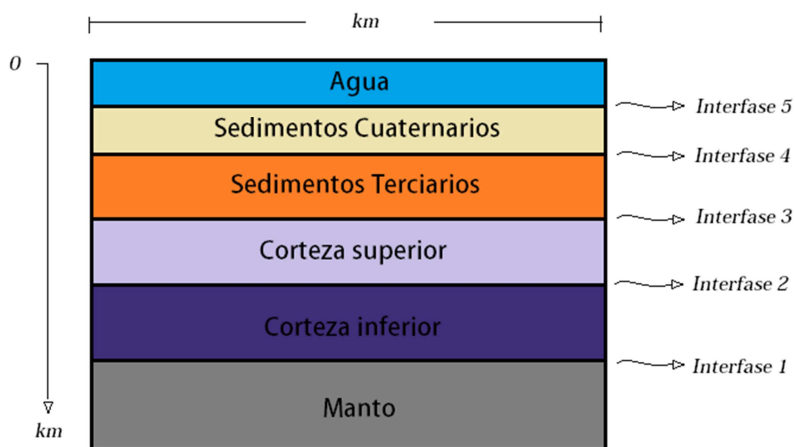 km
0
Agua
Interfase 5
Sedimentos Cuaternarios
Interfase 4
Sedimentos Terciarios
Interfase 3
Corteza superior
Interfase 2
Corteza inferior
Interfase 1
Manto
km